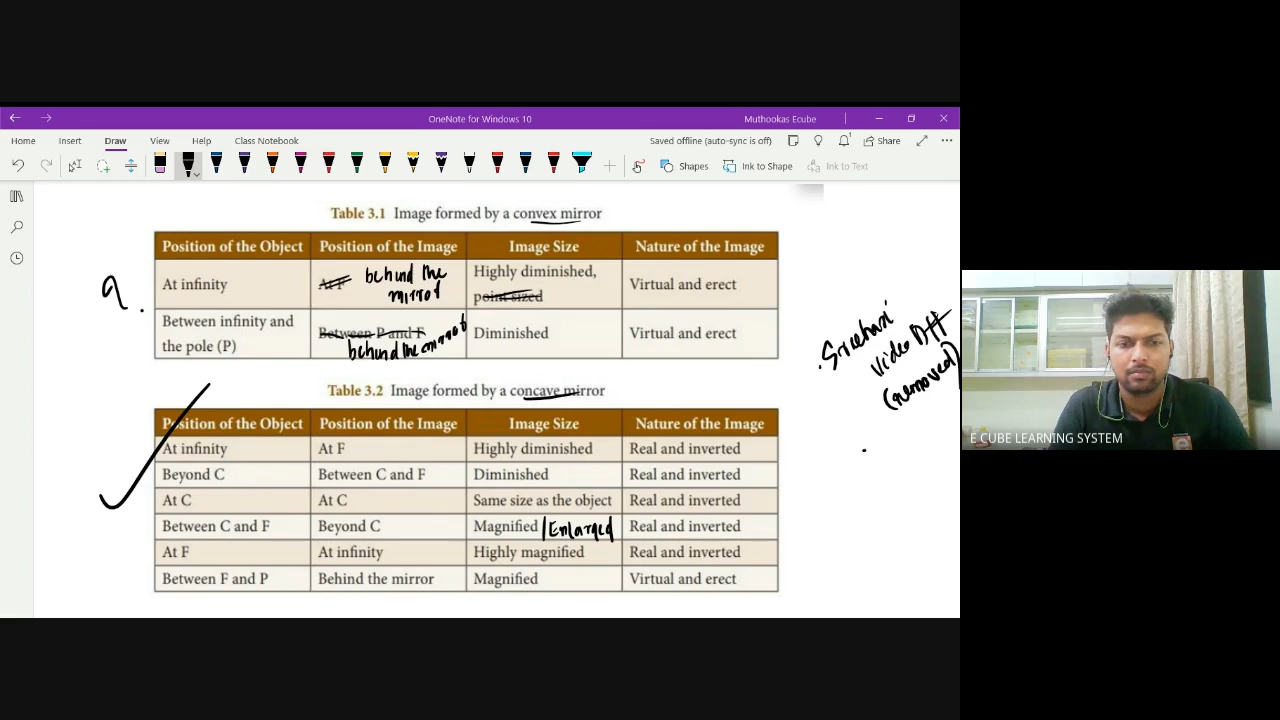 OneNote for Windows 10
Muthookas Ecube
Home Insert Draw View Help Class Notebook
Saved offline (auto-sync is off)
Share
Shapes Ink to Shape Ink to Text
Table 3.1 Image formed by a convex mirror
Position of the Object Position of the Image Image Size Nature of the Image
At infinity At F behind the mirror Highly diminished, point sized Virtual and erect
Between infinity and the pole (P) Between P and F behind the mirror Diminished Virtual and erect
9.
Table 3.2 Image formed by a concave mirror
Position of the Object Position of the Image Image Size Nature of the Image
At infinity At F Highly diminished Real and inverted
Beyond C Between C and F Diminished Real and inverted
At C At C Same size as the object Real and inverted
Between C and F Beyond C Magnified /Enlarged Real and inverted
At F At infinity Highly magnified Real and inverted
Between F and P Behind the mirror Magnified Virtual and erect
Sreehari
Video Off
(removed)
E CUBE LEARNING SYSTEM